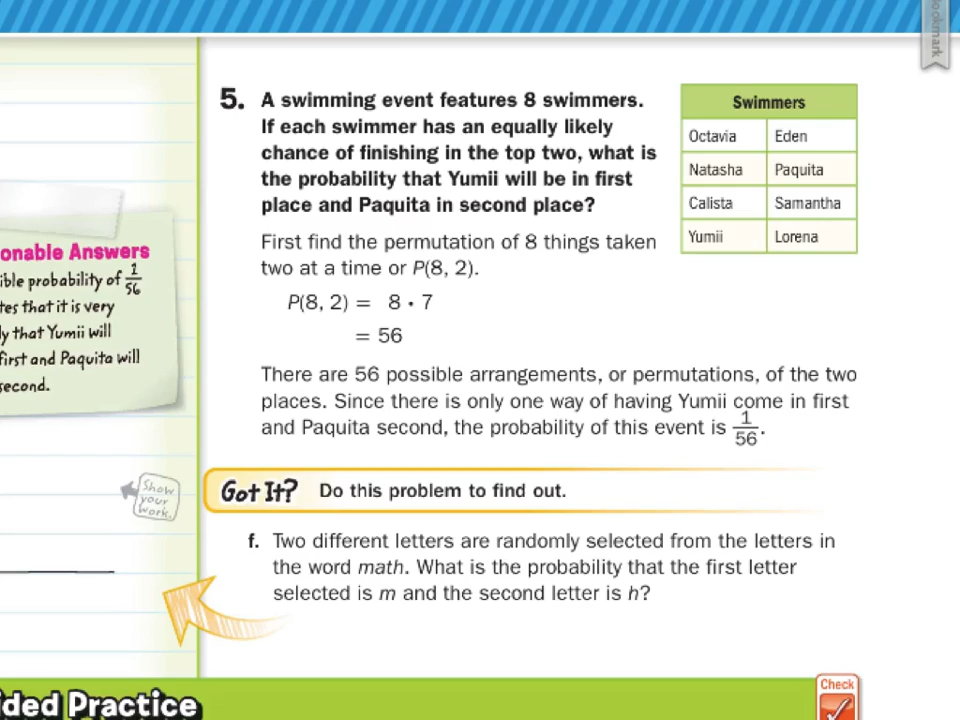 Bookmark
5. A swimming event features 8 swimmers.
If each swimmer has an equally likely
chance of finishing in the top two, what is
the probability that Yumii will be in first
place and Paquita in second place?
Swimmers
Octavia Eden
Natasha Paquita
Calista Samantha
Yumii Lorena
First find the permutation of 8 things taken
two at a time or P(8, 2).
P(8, 2) = 8 · 7
= 56
There are 56 possible arrangements, or permutations, of the two
places. Since there is only one way of having Yumii come in first
and Paquita second, the probability of this event is 1/56.
onable Answers
ible probability of 1/56
tes that it is very
ly that Yumii will
first and Paquita will
second.
Show
your
work.
Got It? Do this problem to find out.
f. Two different letters are randomly selected from the letters in
the word math. What is the probability that the first letter
selected is m and the second letter is h?
ided Practice
Check